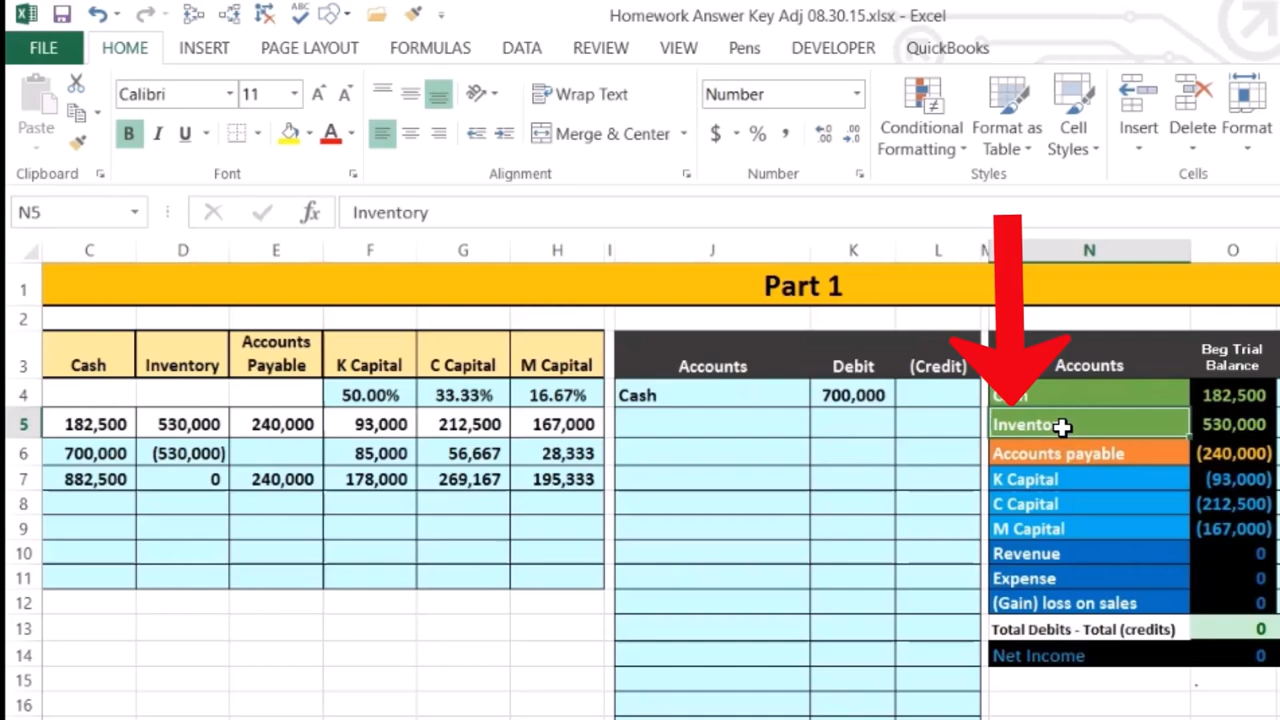 Homework Answer Key Adj 08.30.15.xlsx - Excel
FILE HOME INSERT PAGE LAYOUT FORMULAS DATA REVIEW VIEW Pens DEVELOPER QuickBooks
Paste
Calibri 11
B I U
Wrap Text
Merge & Center
Number
$ % ,
Conditional Formatting
Format as Table
Cell Styles
Insert
Delete
Format
Clipboard Font Alignment Number Styles Cells
N5 fx Inventory
C D E F G H I J K L M N O
1 Part 1
2
3 Cash Inventory Accounts Payable K Capital C Capital M Capital Accounts Debit (Credit) Accounts Beg Trial Balance
4 50.00% 33.33% 16.67% Cash 700,000 182,500
5 182,500 530,000 240,000 93,000 212,500 167,000 530,000
6 700,000 (530,000) 85,000 56,667 28,333 Accounts payable (240,000)
7 882,500 0 240,000 178,000 269,167 195,333 K Capital (93,000)
8 C Capital (212,500)
9 M Capital (167,000)
10 Revenue 0
11 Expense 0
12 (Gain) loss on sales 0
13 Total Debits - Total (credits) 0
14 Net Income 0
15
16